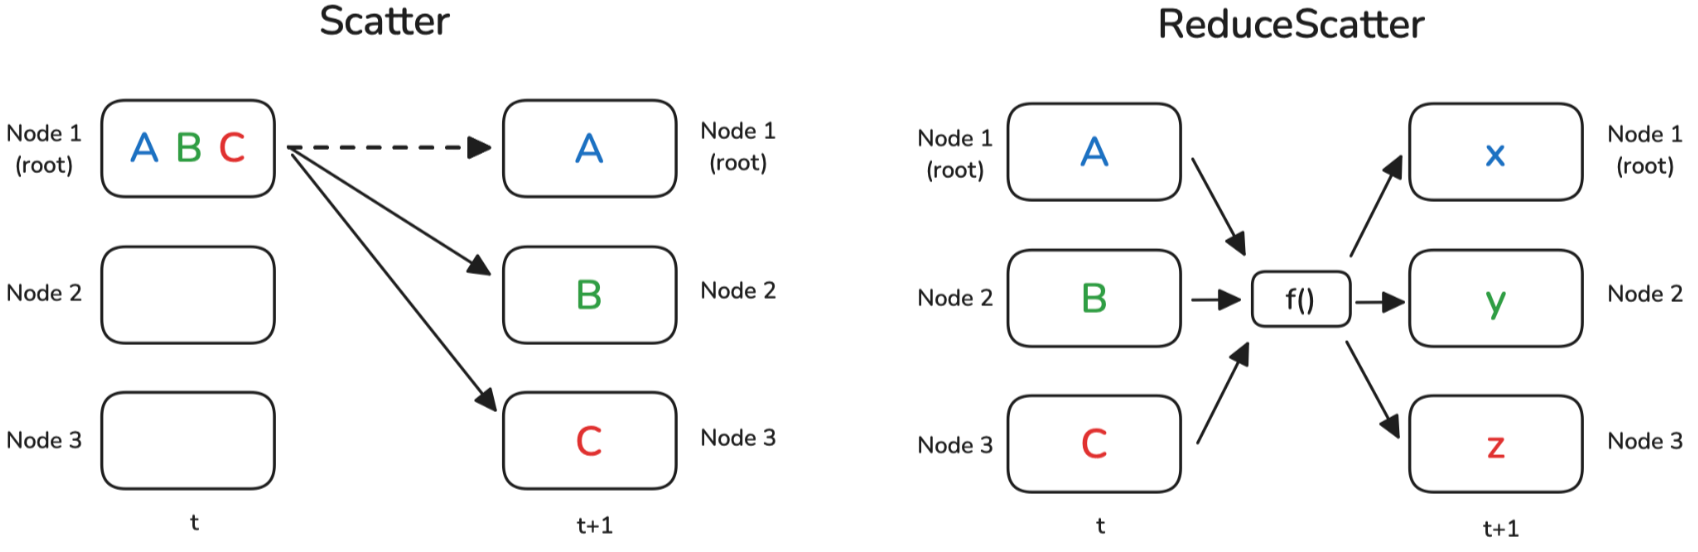 Scatter
Node 1
(root)
A B C
A
Node 1
(root)
Node 2
B
Node 2
Node 3
C
Node 3
t
t+1
ReduceScatter
Node 1
(root)
A
x
Node 1
(root)
Node 2
B
f()
y
Node 2
Node 3
C
z
Node 3
t
t+1